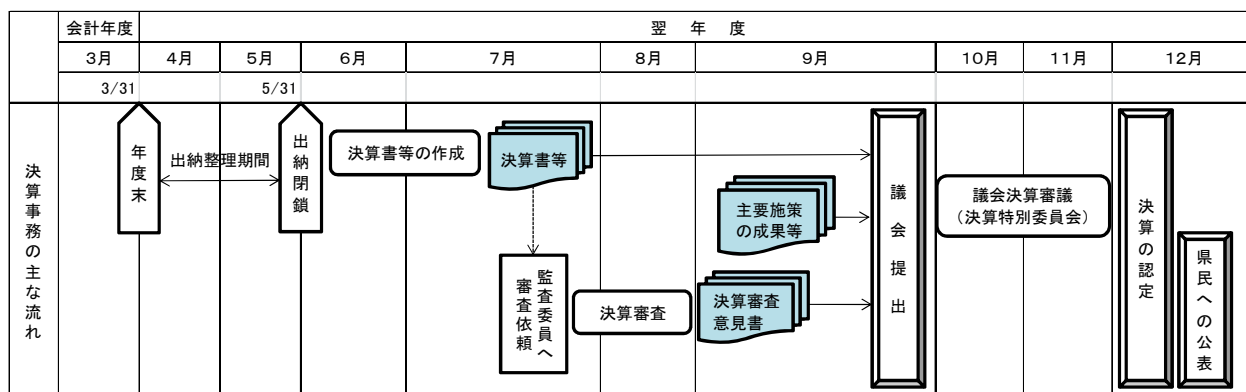 会計年度
翌年度
3月
4月
5月
6月
7月
8月
9月
10月
11月
12月
3/31
5/31
決算事務の主な流れ
年度末
出納整理期間
出納閉鎖
決算書等の作成
決算書等
監査委員へ
審査依頼
決算審査
主要施策
の成果等
決算審査
意見書
議会提出
議会決算審議
（決算特別委員会）
決算の認定
県民への公表